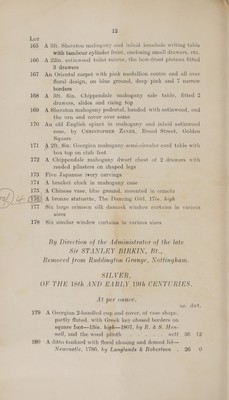 12
Lot
165 A 3ft. Sheraton mahogany and inlaid bonehole writing table
with tambour cylinder front, enclosing small drawers, etc.
166 A 22in. satinwood toilet mirror, the bow-front plateau fitted
3 drawers
167 An Oriental carpet with pink medallion centre and all over
floral design, on blue ground, deep pink and 7 narrow
borders
168 A 5ft. 6in. Chippendale mahogany side table, fitted 2
drawers, slides and rising top
169 A Sheraton mahogany pedestal, banded with satinwood, and
the urn and cover over same
170 An old English spinet in mahogany and inlaid satinwood
case, by Christopher Zaner, Broad Street, Golden
Square
171 A 2ft. 8in. Georgian mahogany semi-circular card table with
box top on club feet
172 A Chippendale mahogany dwarf chest of 2 drawers with
reeded pilasters on shaped legs
173 Five Japanese ivory carvings
174 A bracket clock in mahogany case
175 A Chinese vase, blue ground, mounted in ormolu
176 A bronze statuette, The Dancing Girl, 17in. high
177 Six large crimson silk damask window curtains in various
sizes
178 Six similar window curtains in various sizes
By Direction of the Administrator of the late
Sir STANLEY BIRKIN, Bt.,
Removed from Ruddington Grange, Nottingham.
SILVER,
OF THE 18th AND EARLY 19th CENTURIES.
At per ounce.
oz. dwt.
179 A Georgian 2-handled cup and cover, of vase shape,
partly fluted, with Greek key chased borders on
square foot—15in. high—1807, by R. & S. Hen-
nell, and the wood plinth . . . nett 36 12
180 A ditto tankard with floral chasing and domed lid—
Newcastle, 1786, by Langlands & Robertson . 26 0